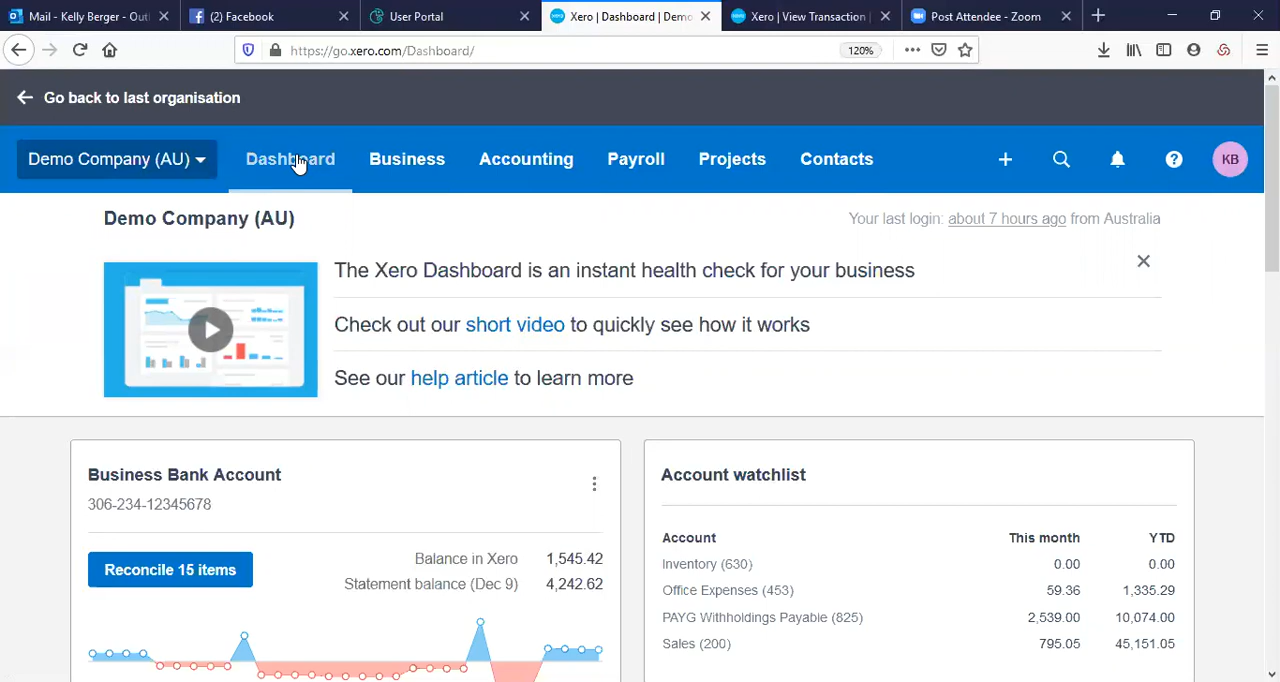 Mail - Kelly Berger - Outl
(2) Facebook
User Portal
Xero | Dashboard | Demo
Xero | View Transaction
Post Attendee - Zoom
https://go.xero.com/Dashboard/
120%
Go back to last organisation
Demo Company (AU)
Dashboard
Business
Accounting
Payroll
Projects
Contacts
KB
Demo Company (AU)
Your last login: about 7 hours ago from Australia
The Xero Dashboard is an instant health check for your business
Check out our short video to quickly see how it works
See our help article to learn more
Business Bank Account
306-234-12345678
Reconcile 15 items
Balance in Xero 1,545.42
Statement balance (Dec 9) 4,242.62
Account watchlist
Account This month YTD
Inventory (630) 0.00 0.00
Office Expenses (453) 59.36 1,335.29
PAYG Withholdings Payable (825) 2,539.00 10,074.00
Sales (200) 795.05 45,151.05